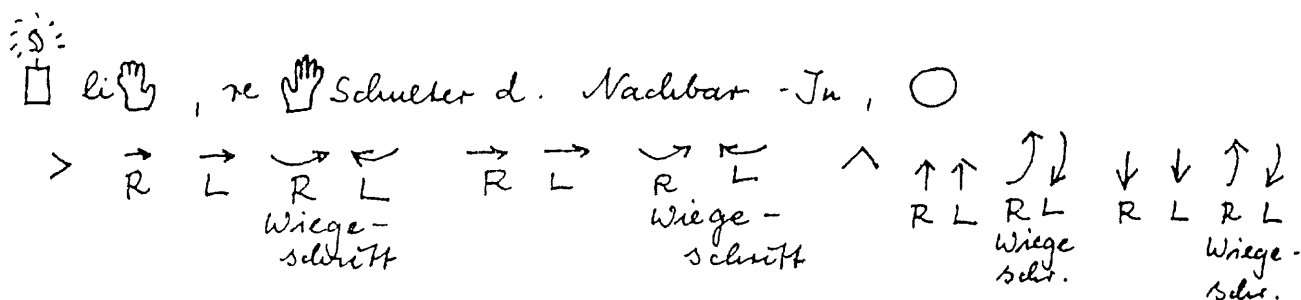 li , re Schulter d. Nachbar-In,
> R L R L R L R L ^ R L R L R L R L
Wiege- Wiege- Wiege Wiege-
schritt schritt schr. schr.